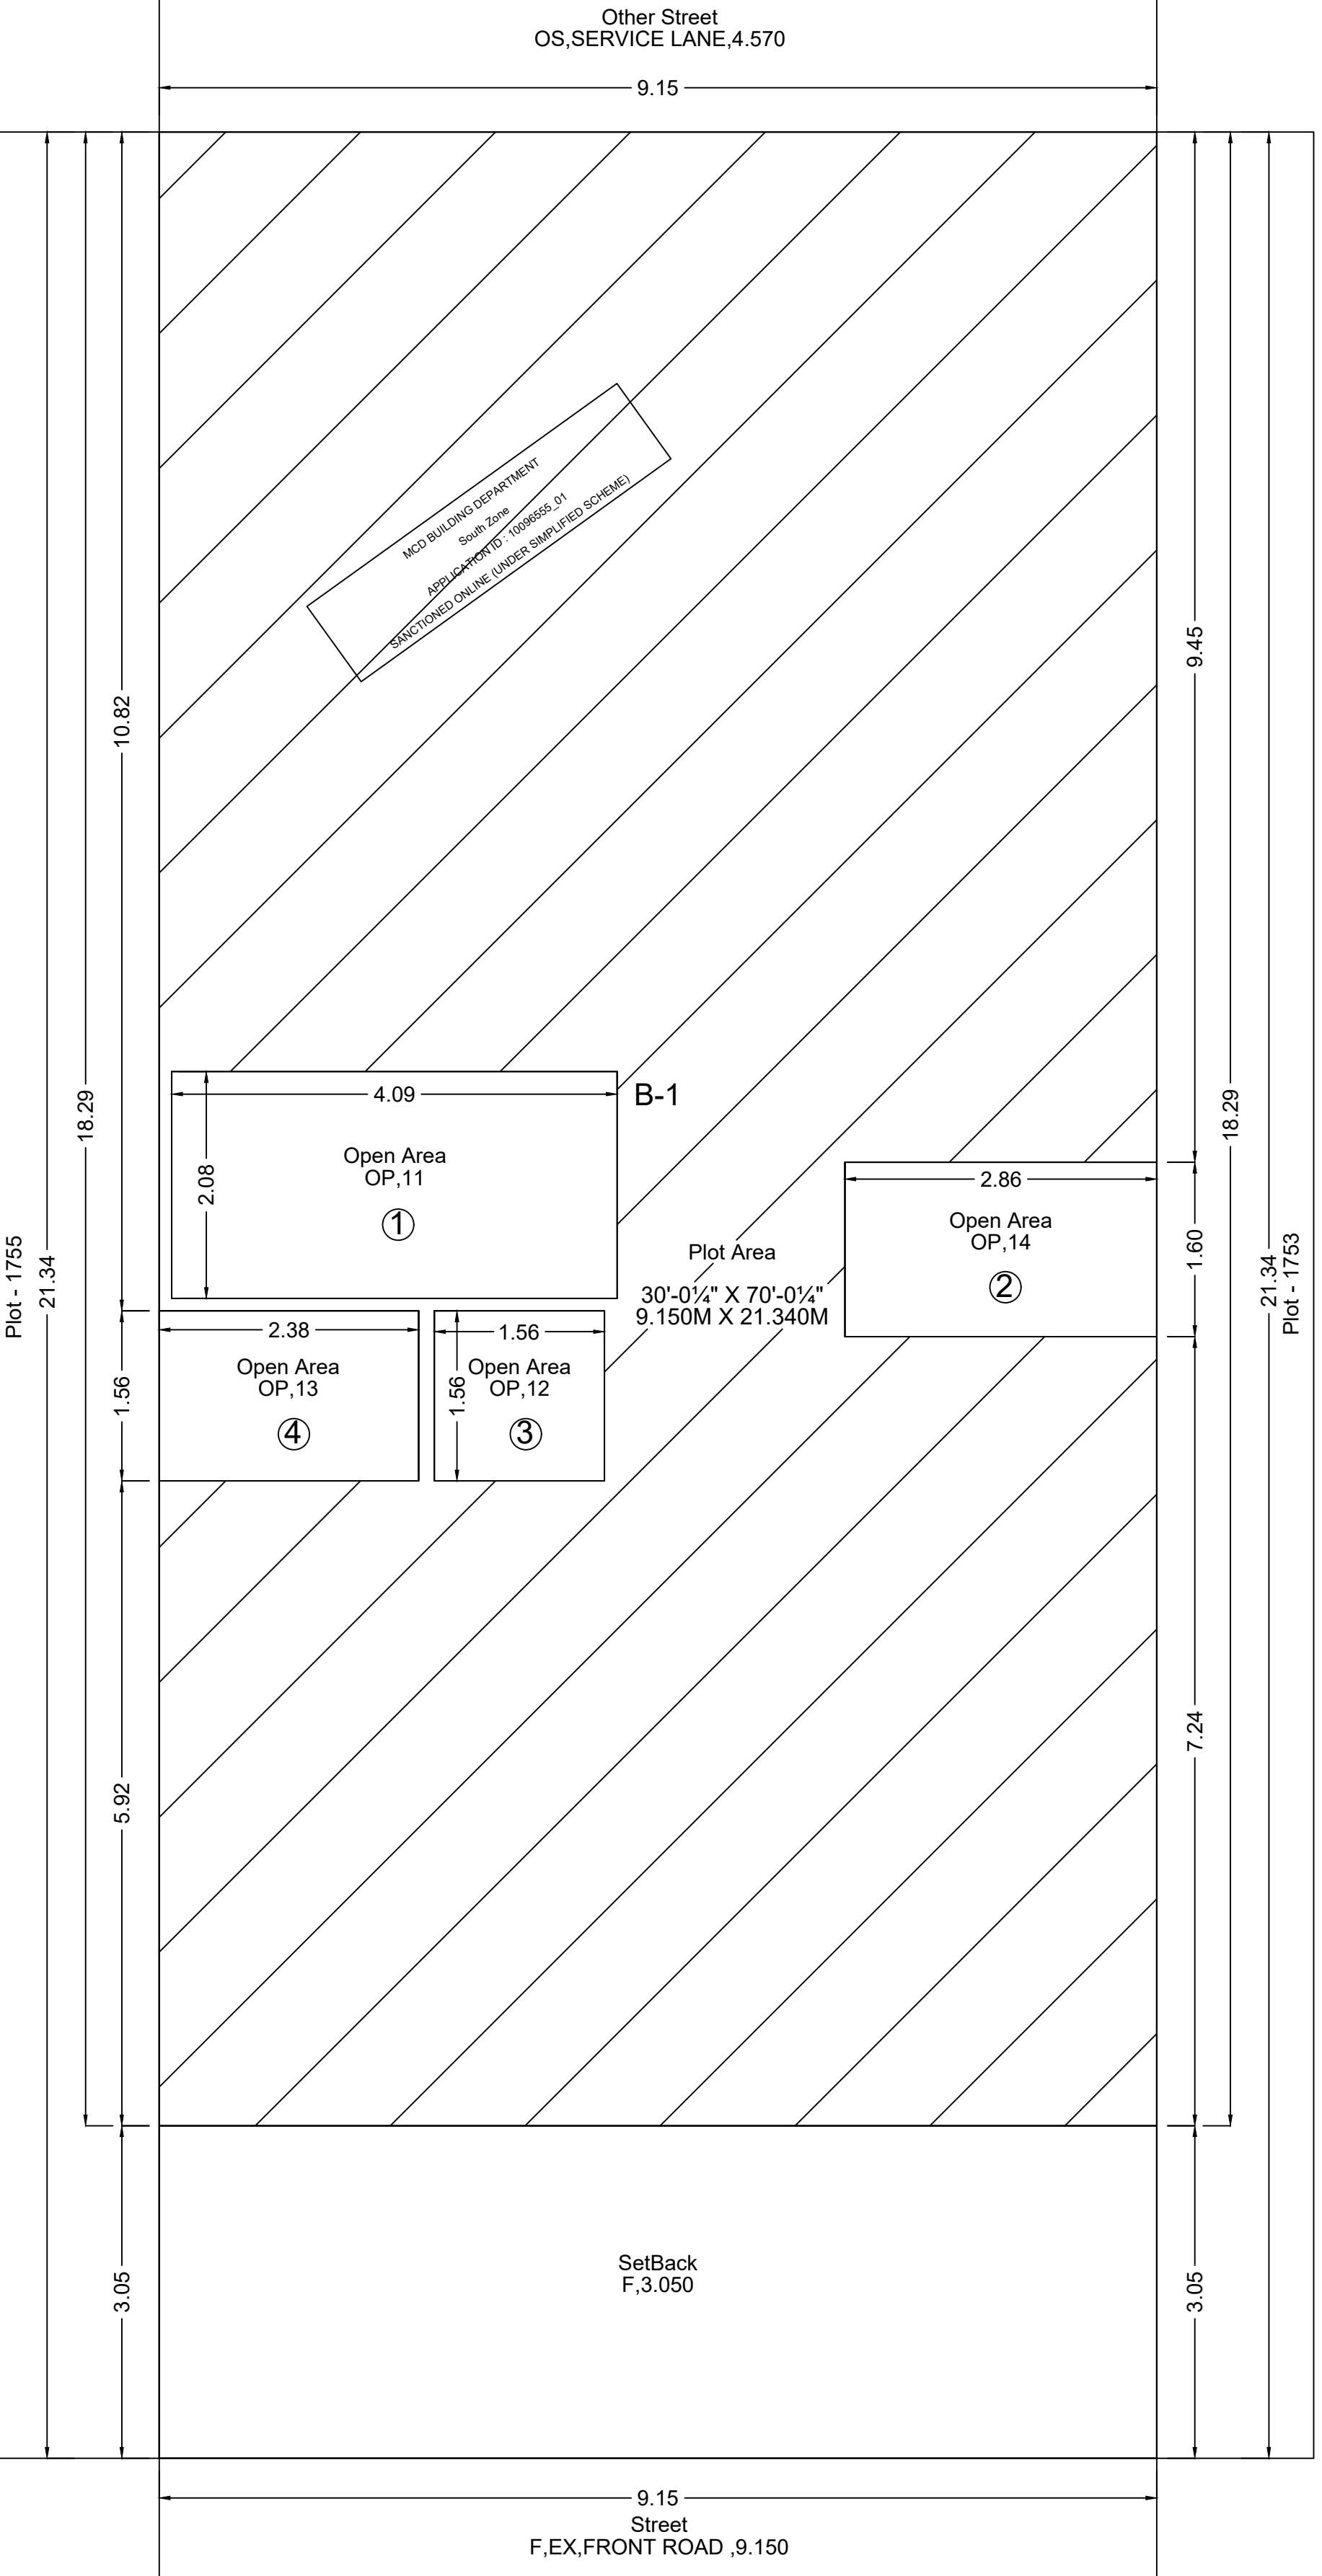 Other Street
OS,SERVICE LANE,4.570
9.15
MCD BUILDING DEPARTMENT
South Zone
APPLICATION ID : 10096555_01
SANCTIONED ONLINE (UNDER SIMPLIFIED SCHEME)
9.45
10.82
4.09
B-1
18.29
18.29
Open Area
OP,11
2.08
1
2.86
Open Area
OP,14
2
1.60
Plot Area
30'-0¼" X 70'-0¼"
9.150M X 21.340M
Plot - 1755
21.34
21.34
Plot - 1753
2.38
1.56
Open Area
OP,13
4
1.56
1.56
Open Area
OP,12
3
7.24
5.92
SetBack
F,3.050
3.05
3.05
9.15
Street
F,EX,FRONT ROAD ,9.150